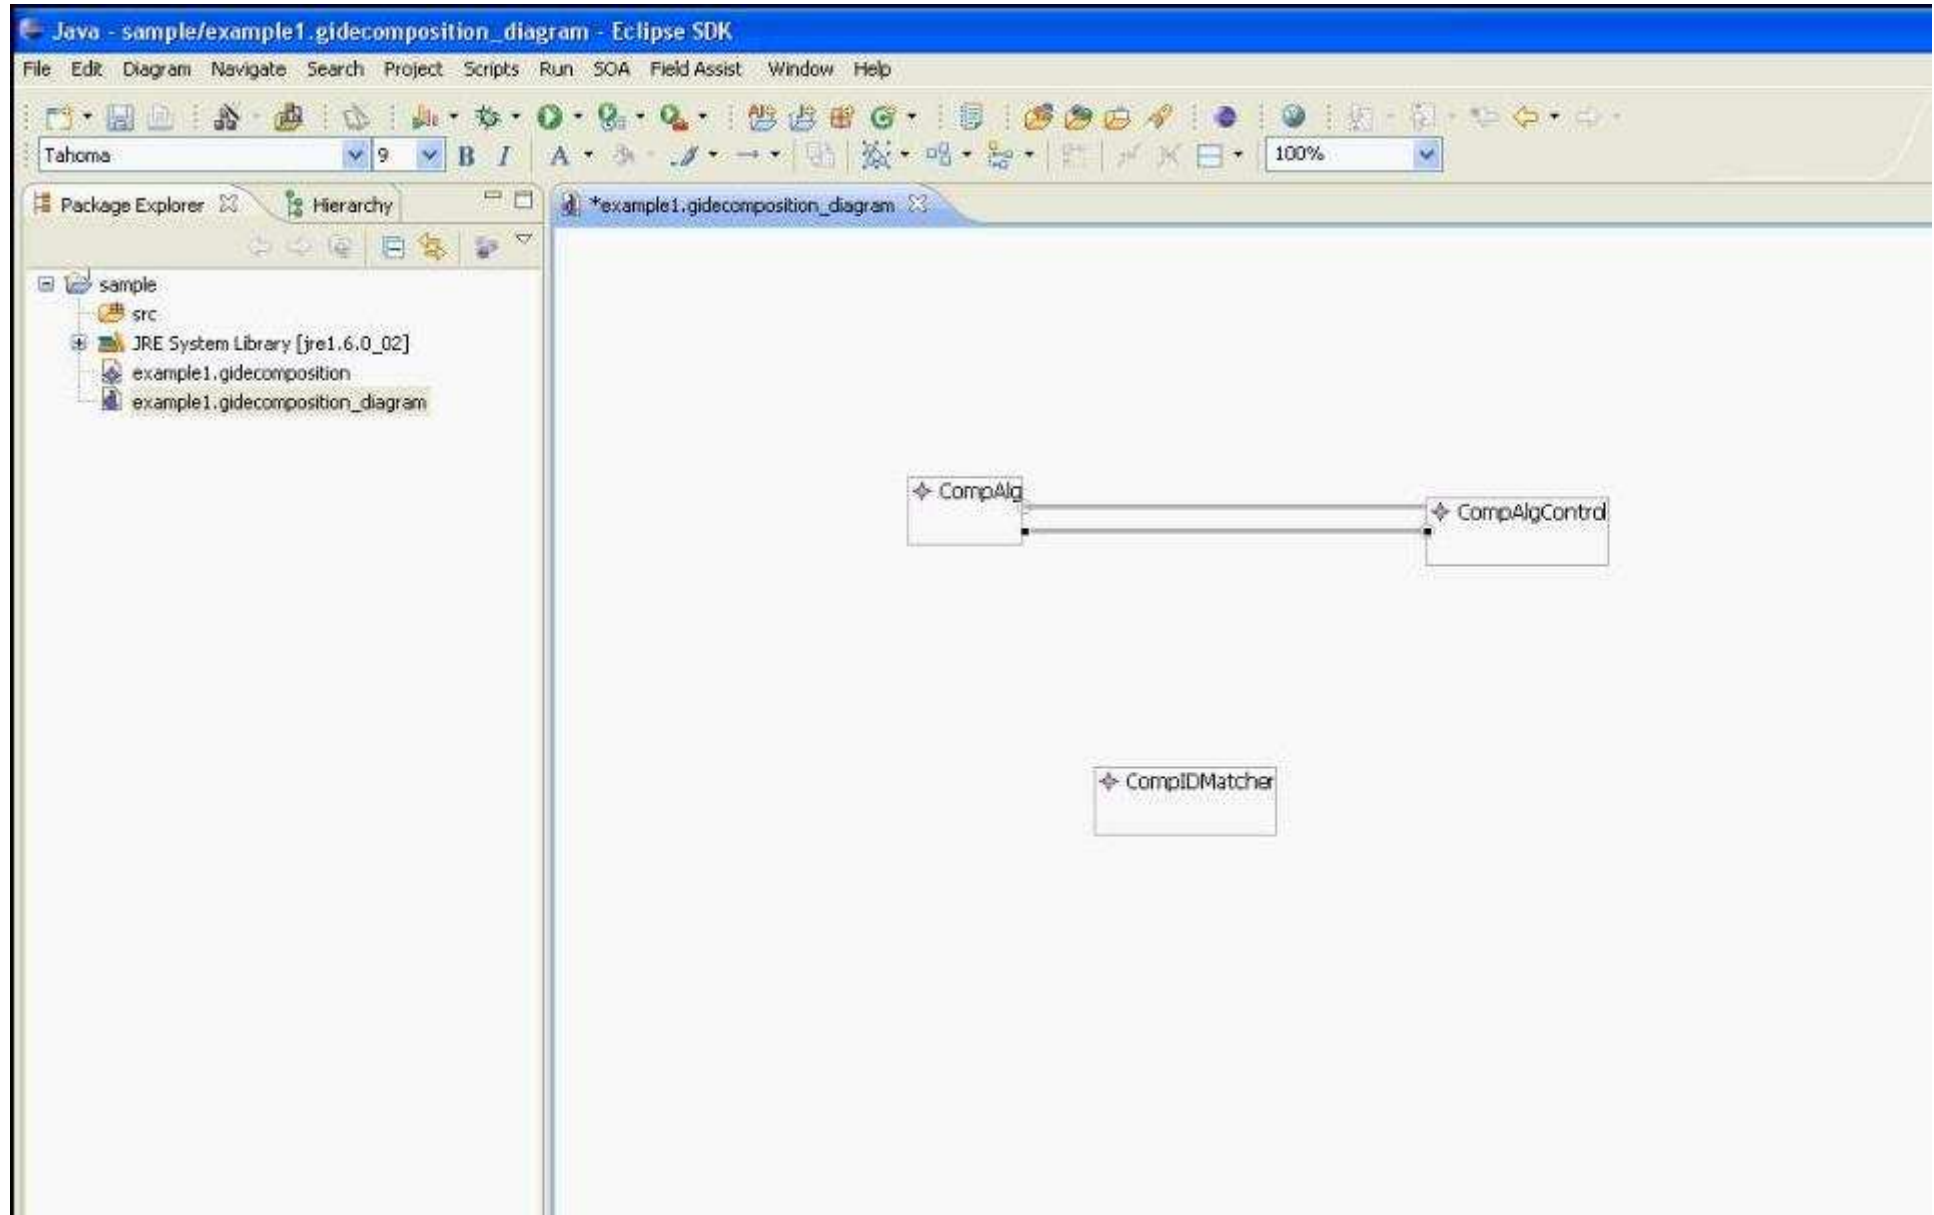 Java - sample/example1.gidecomposition_diagram - Eclipse SDK
File Edit Diagram Navigate Search Project Scripts Run SOA Field Assist Window Help
Tahoma 9 B I A 100%
Package Explorer Hierarchy
*example1.gidecomposition_diagram
sample
src
JRE System Library [jre1.6.0_02]
example1.gidecomposition
example1.gidecomposition_diagram
CompAlg
CompAlgControl
CompIDMatcher